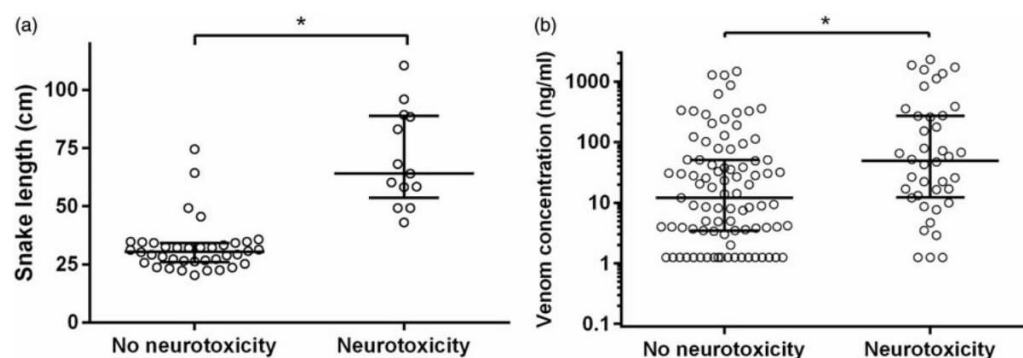 (a)
*
Snake length (cm)
100
75
50
25
0
No neurotoxicity
Neurotoxicity
(b)
*
Venom concentration (ng/ml)
1000
100
10
1
0.1
No neurotoxicity
Neurotoxicity